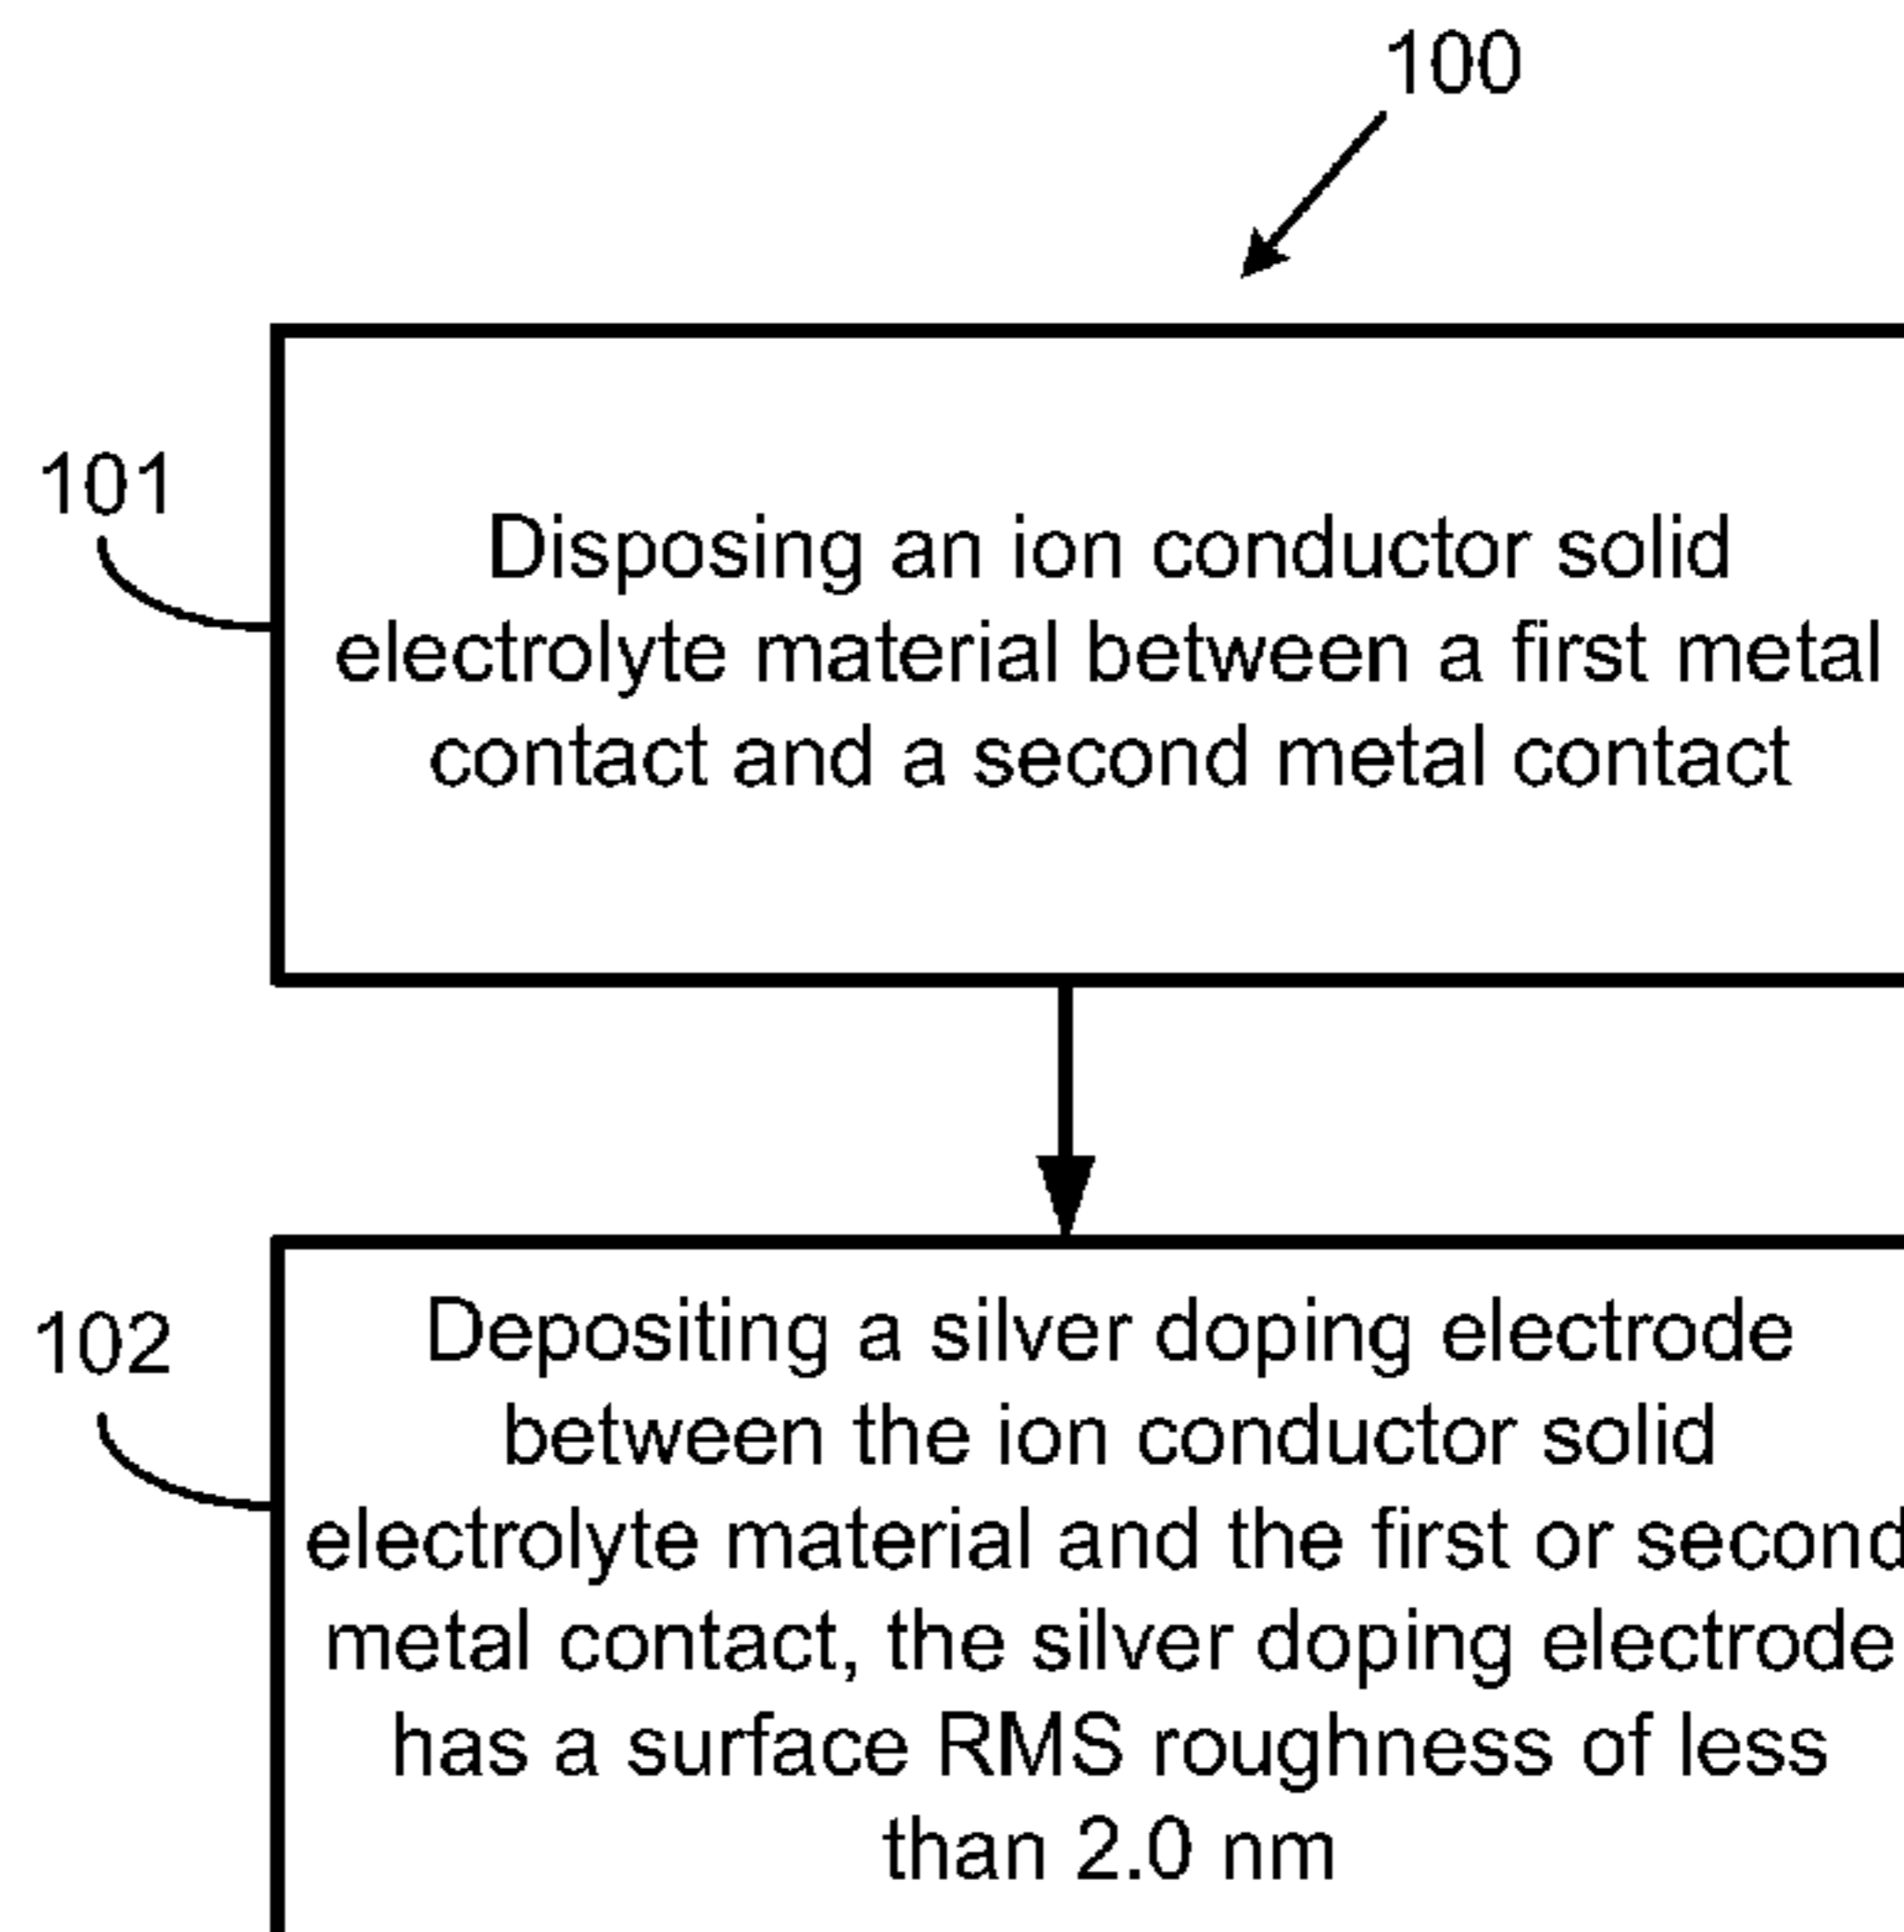 100
101
Disposing an ion conductor solid
electrolyte material between a first metal
contact and a second metal contact
102
Depositing a silver doping electrode
between the ion conductor solid
electrolyte material and the first or second
metal contact, the silver doping electrode
has a surface RMS roughness of less
than 2.0 nm